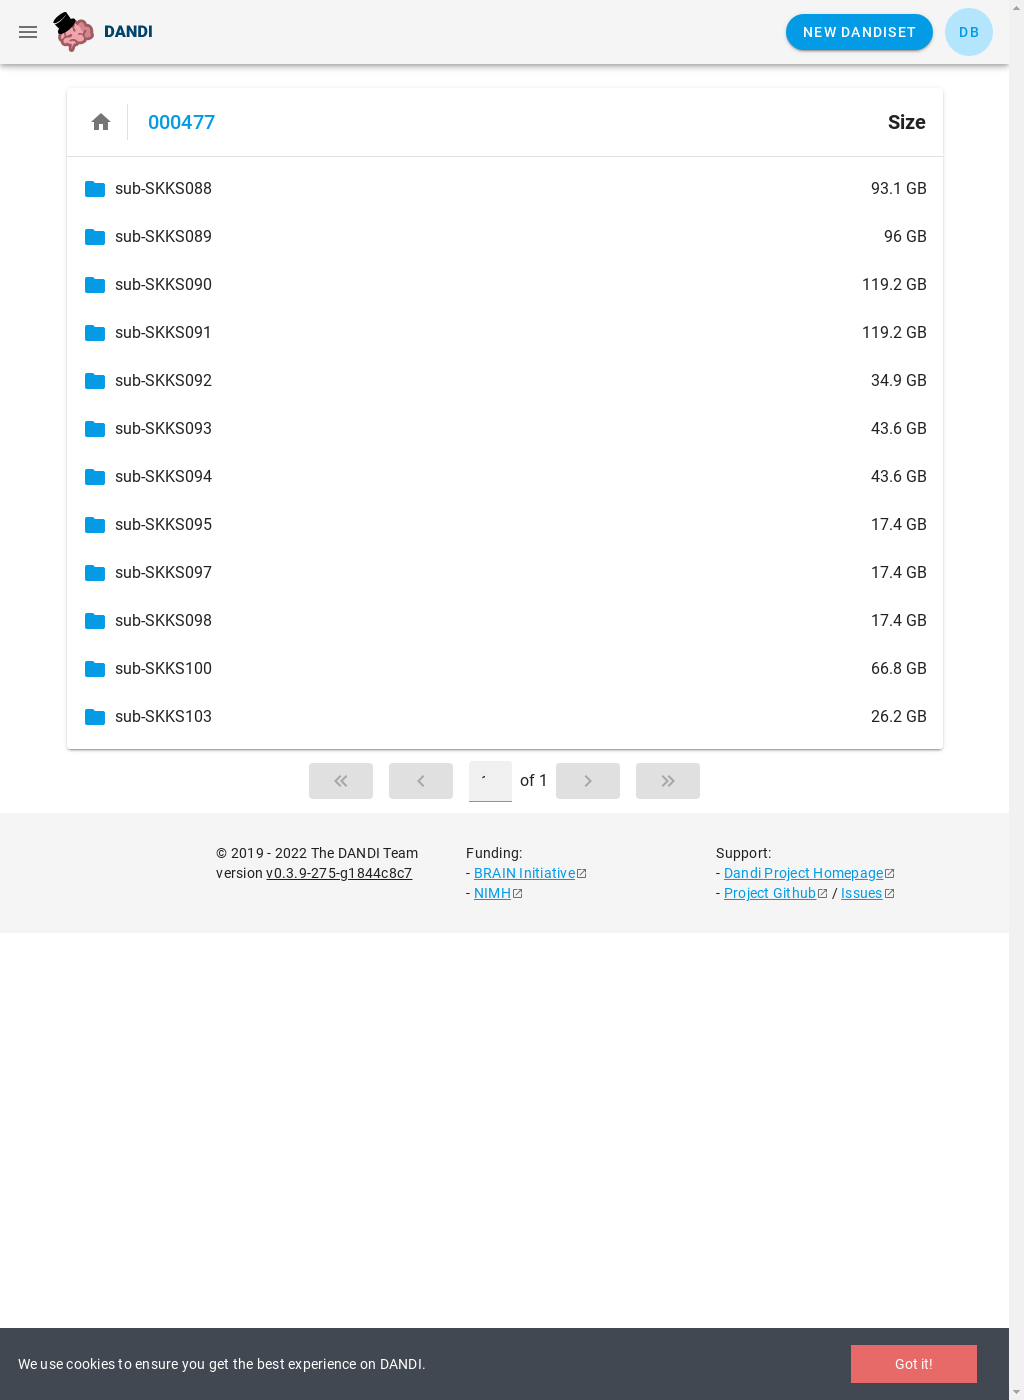 DANDI
NEW DANDISET
DB
000477
Size
sub-SKKS088 93.1 GB
sub-SKKS089 96 GB
sub-SKKS090 119.2 GB
sub-SKKS091 119.2 GB
sub-SKKS092 34.9 GB
sub-SKKS093 43.6 GB
sub-SKKS094 43.6 GB
sub-SKKS095 17.4 GB
sub-SKKS097 17.4 GB
sub-SKKS098 17.4 GB
sub-SKKS100 66.8 GB
sub-SKKS103 26.2 GB
of 1
© 2019 - 2022 The DANDI Team
version v0.3.9-275-g1844c8c7
Funding:
- BRAIN Initiative
- NIMH
Support:
- Dandi Project Homepage
- Project Github / Issues
We use cookies to ensure you get the best experience on DANDI.
Got it!